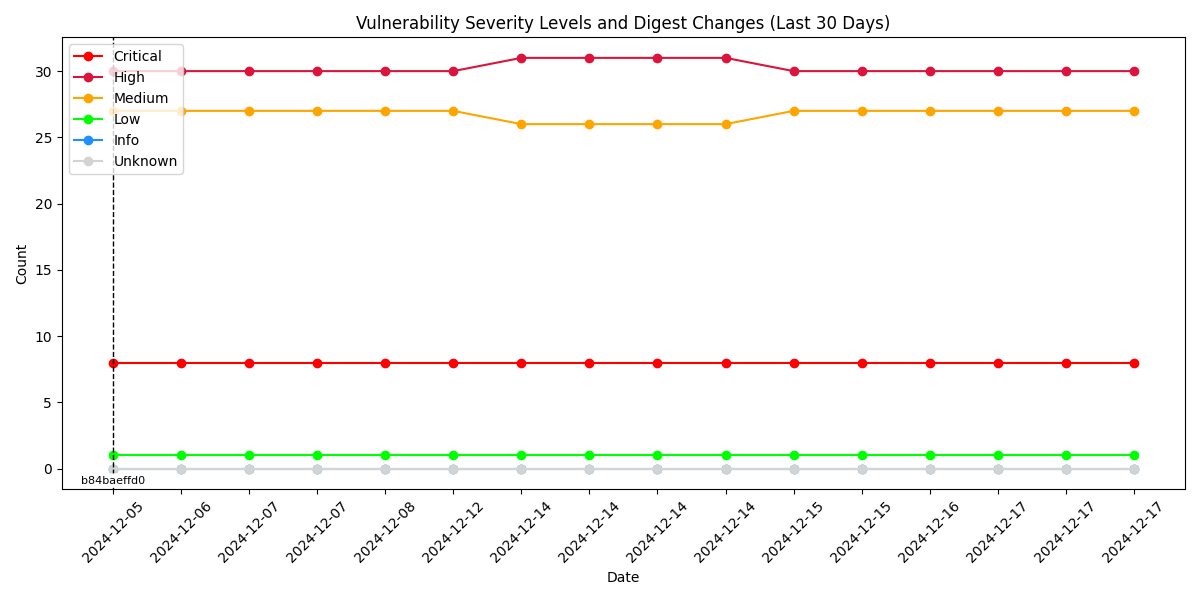 Vulnerability Severity Levels and Digest Changes (Last 30 Days)
Critical
High
Medium
Low
Info
Unknown
Count
30
25
20
15
10
5
0
b84baeffd0
2024-12-05
2024-12-06
2024-12-07
2024-12-07
2024-12-08
2024-12-12
2024-12-14
2024-12-14
2024-12-14
2024-12-14
2024-12-15
2024-12-15
2024-12-16
2024-12-17
2024-12-17
2024-12-17
Date